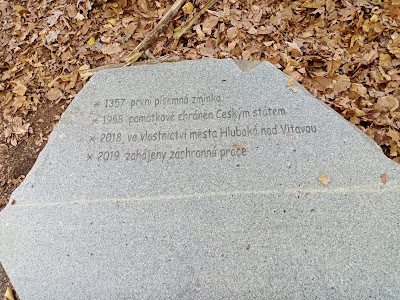 * 1357 první písemná zmínka
* 1968 památkově chráněn Českým státem
* 2018 ve Vlastnictví města Hluboká nad Vltavou
* 2019 zahájeny záchranné práce